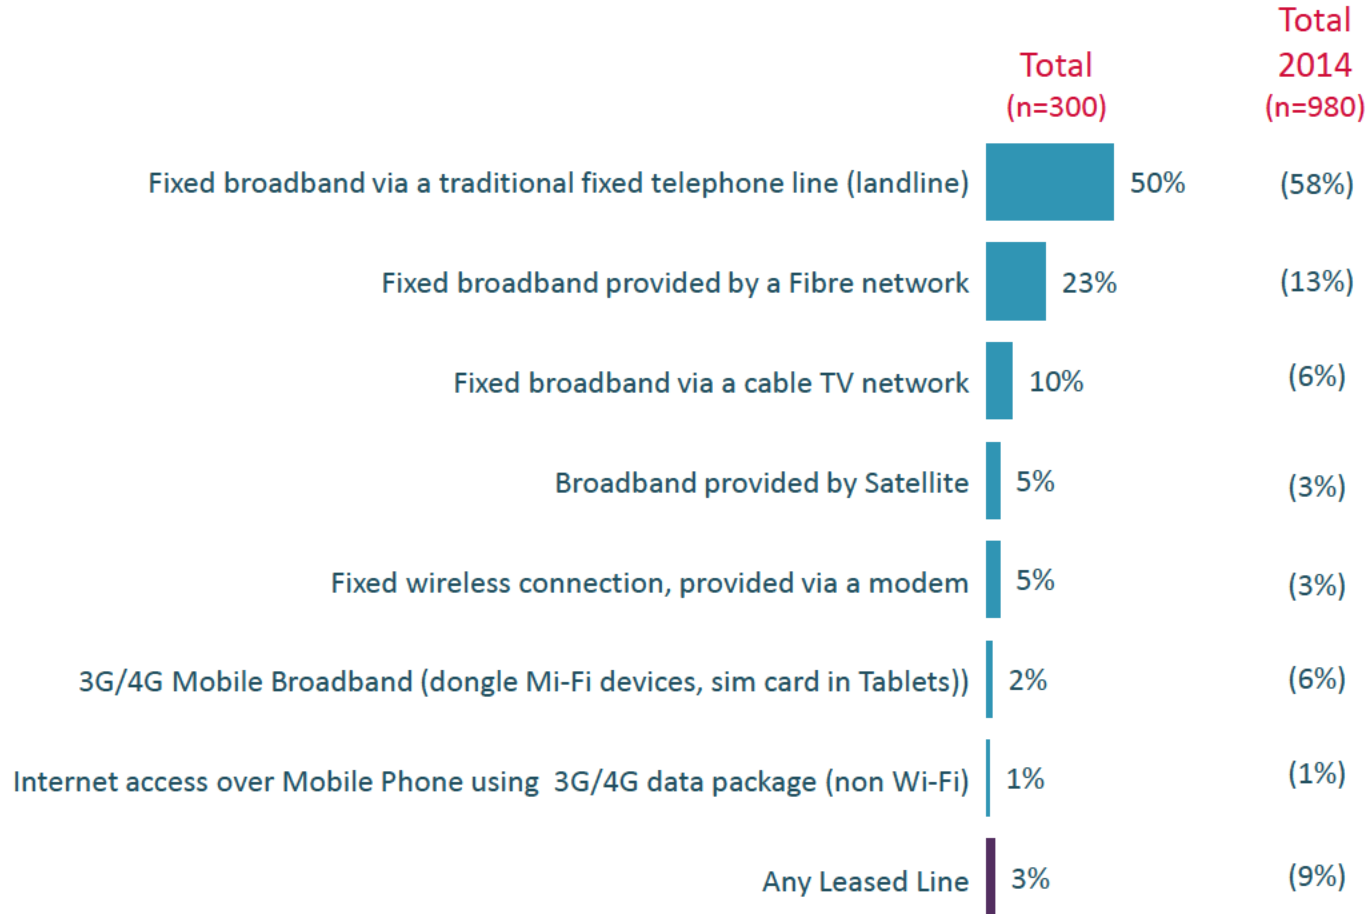 Total
Total
2014
(n=300)
(n=980)
Fixed broadband via a traditional fixed telephone line (landline) 50% (58%)
Fixed broadband provided by a Fibre network 23% (13%)
Fixed broadband via a cable TV network 10% (6%)
Broadband provided by Satellite 5% (3%)
Fixed wireless connection, provided via a modem 5% (3%)
3G/4G Mobile Broadband (dongle Mi-Fi devices, sim card in Tablets)) 2% (6%)
Internet access over Mobile Phone using 3G/4G data package (non Wi-Fi) 1% (1%)
Any Leased Line 3% (9%)